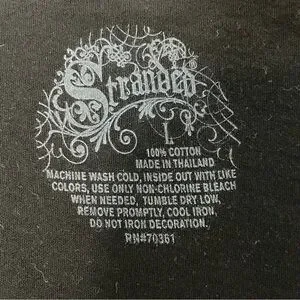 Stranded
L
100% COTTON
MADE IN THAILAND
MACHINE WASH COLD, INSIDE OUT WITH LIKE
COLORS, USE ONLY NON-CHLORINE BLEACH
WHEN NEEDED, TUMBLE DRY LOW,
REMOVE PROMPTLY, COOL IRON,
DO NOT IRON DECORATION.
RN#70361